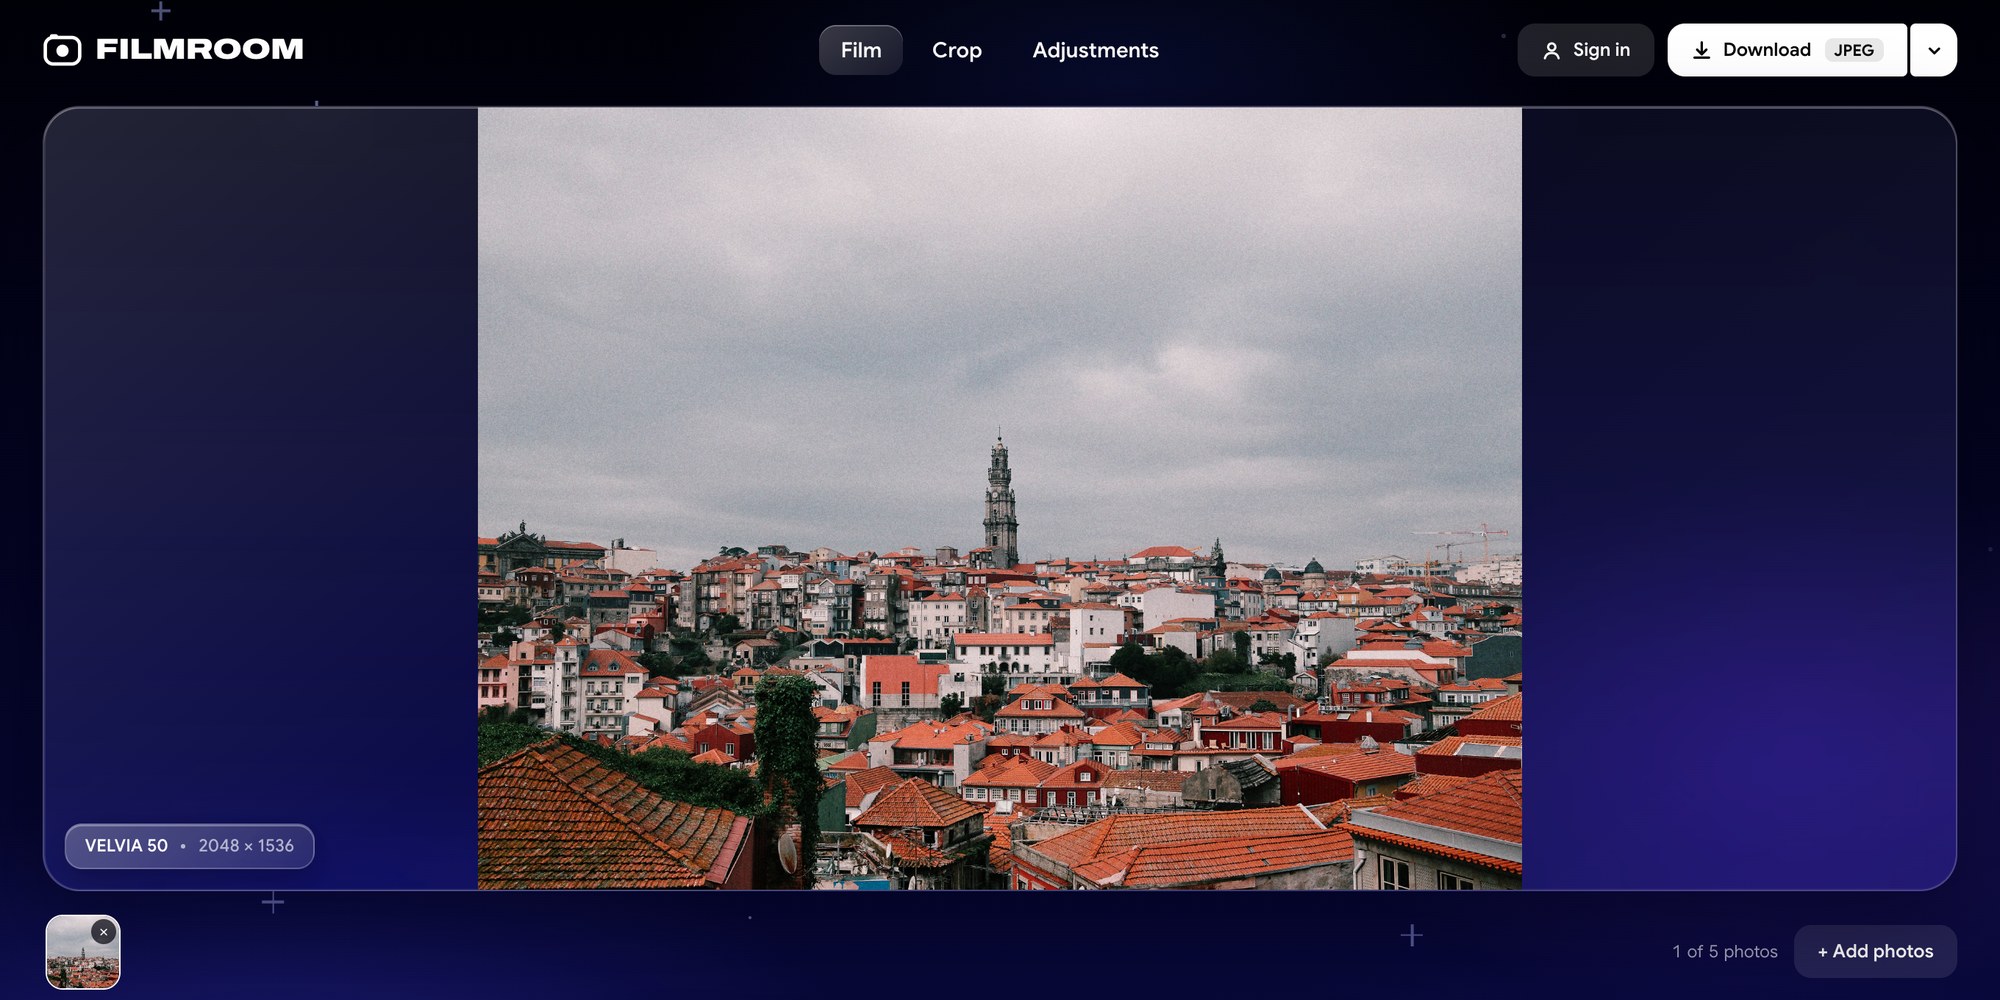 FILMROOM
Film
Crop
Adjustments
Sign in
Download JPEG
VELVIA 50 • 2048 × 1536
1 of 5 photos
+ Add photos